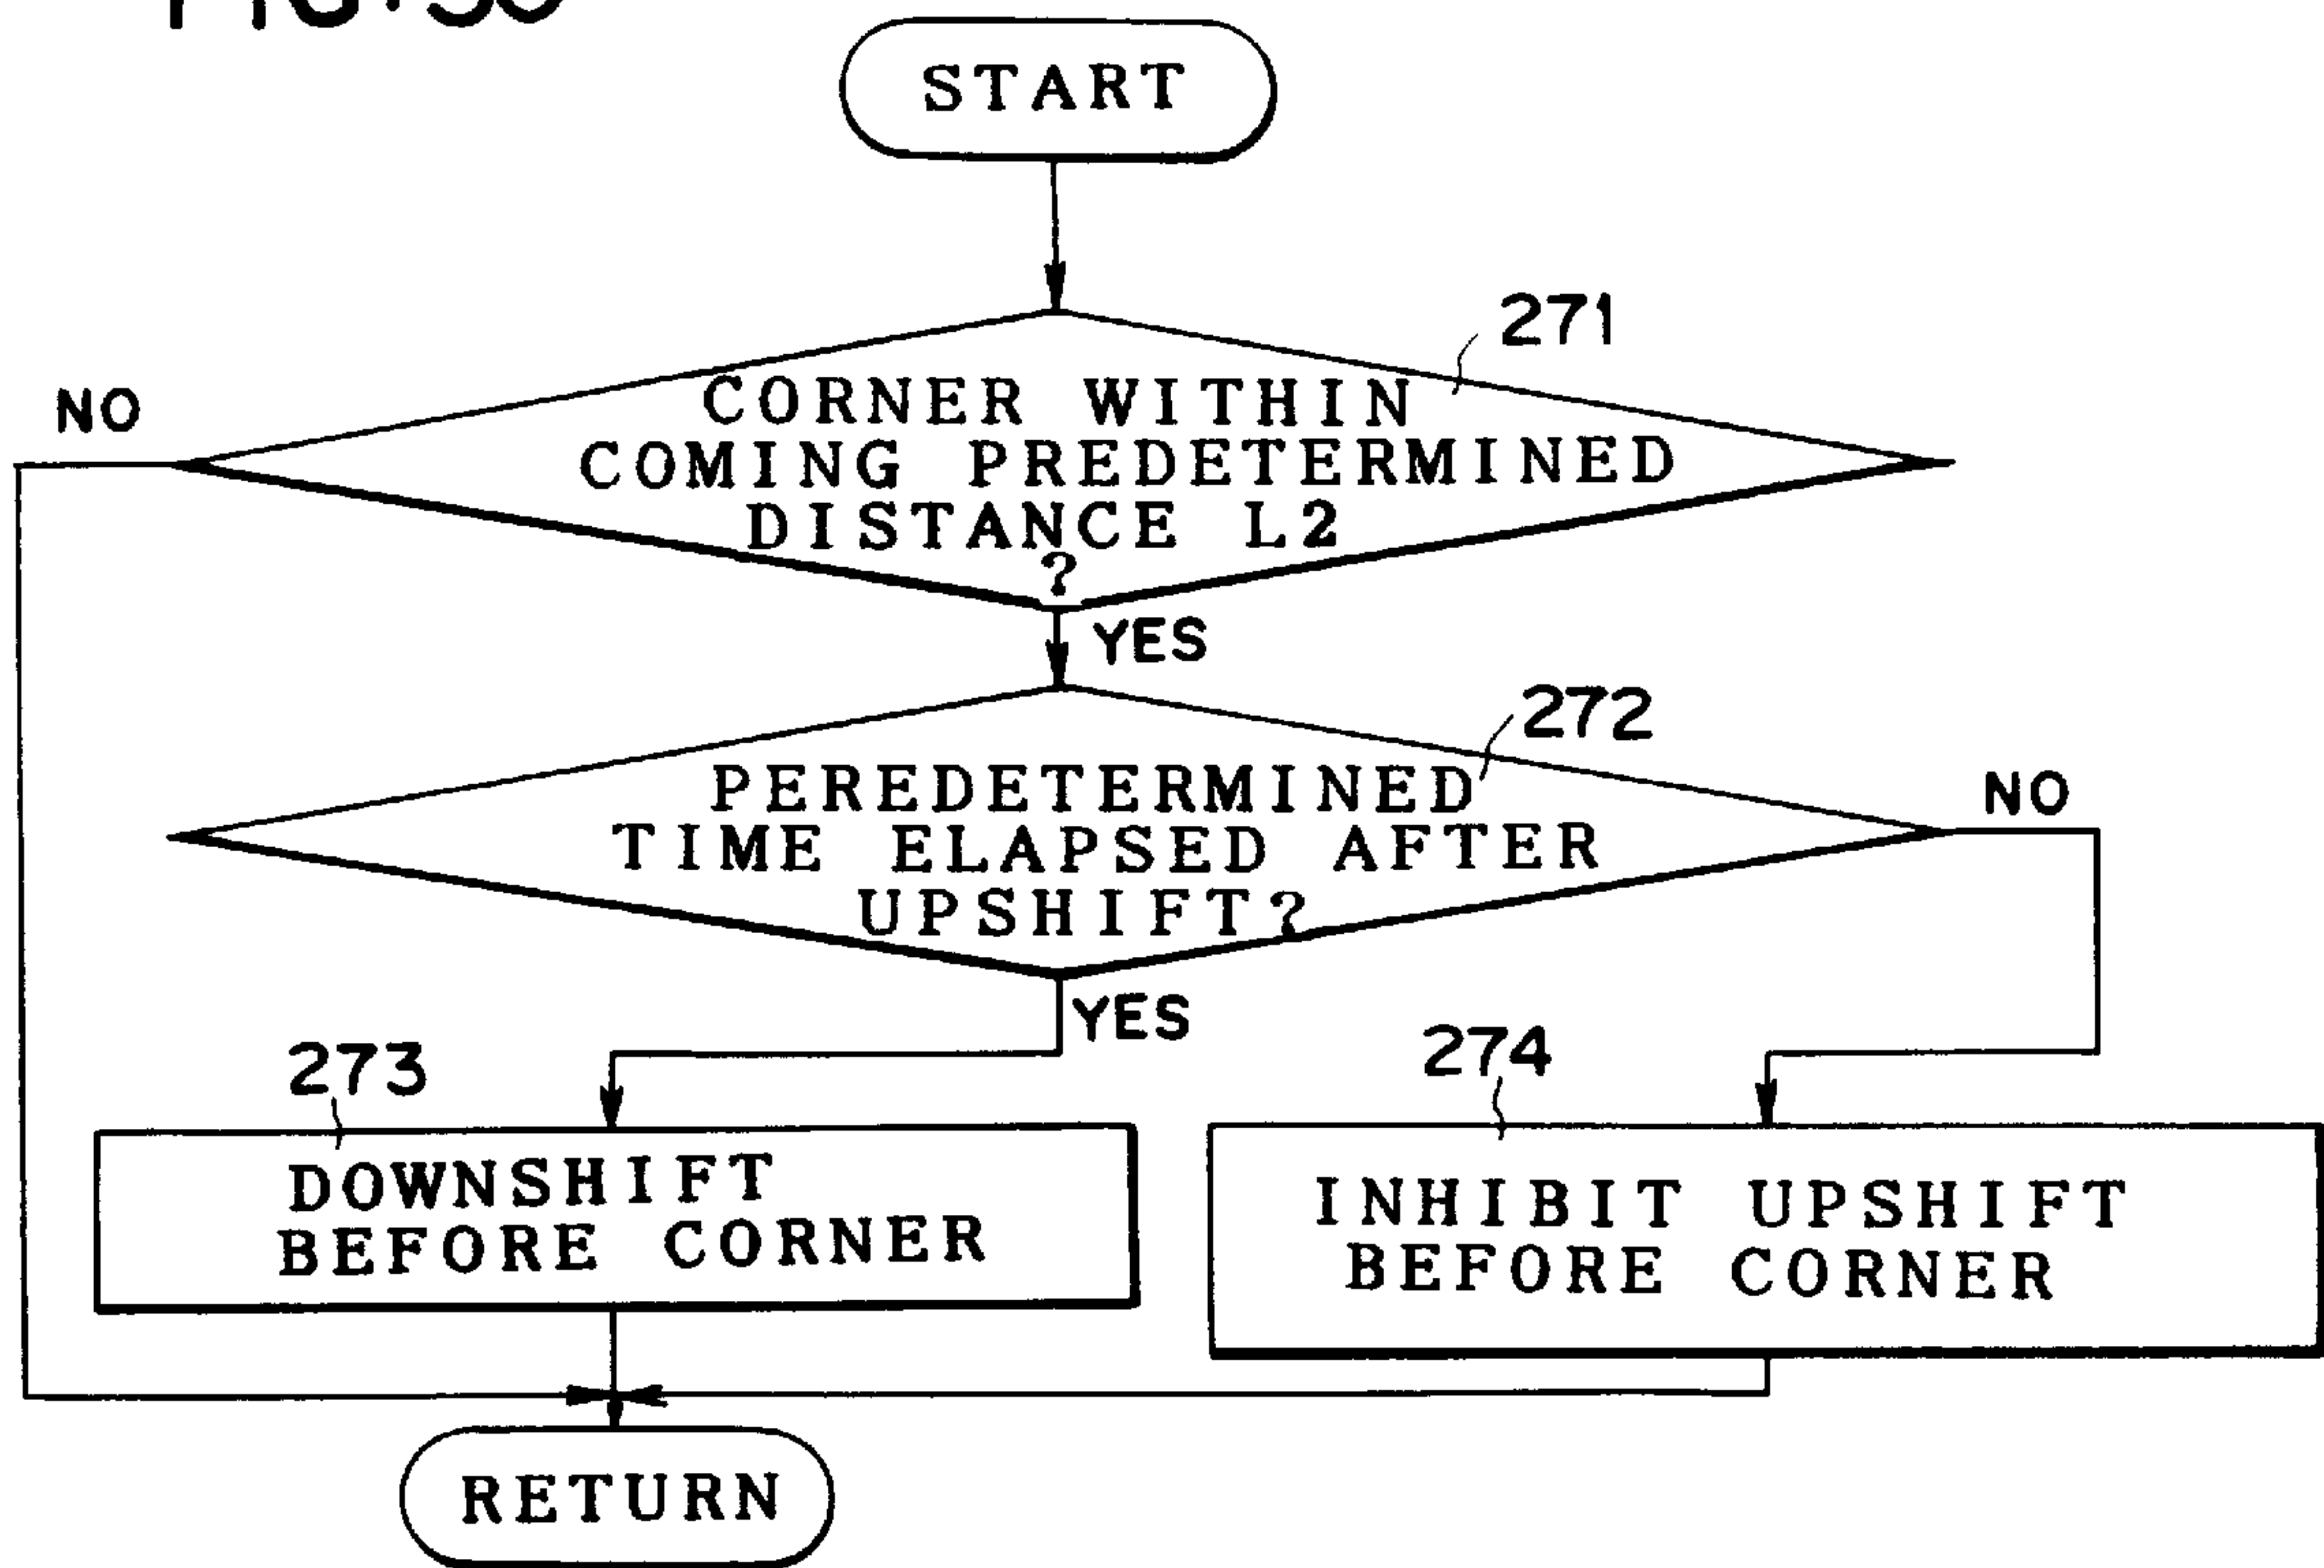 START
271
CORNER WITHIN
COMING PREDETERMINED
DISTANCE L2
?
NO
YES
272
PEREDETERMINED
TIME ELAPSED AFTER
UPSHIFT?
NO
YES
273
DOWNSHIFT
BEFORE CORNER
274
INHIBIT UPSHIFT
BEFORE CORNER
RETURN